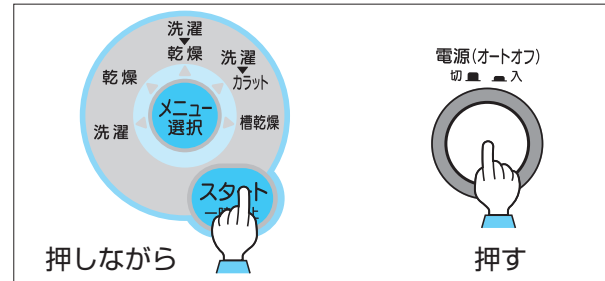 洗濯
乾燥
洗濯
カラット
乾燥
洗濯
メニュー
選択
槽乾燥
スタート
押しながら
電源(オートオフ)
切 入
押す